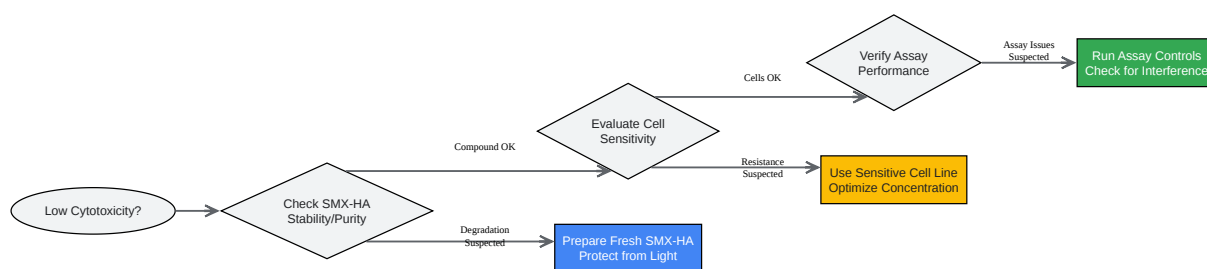 Low Cytotoxicity?
Check SMX-HA
Stability/Purity
Compound OK
Degradation
Suspected
Prepare Fresh SMX-HA
Protect from Light
Evaluate Cell
Sensitivity
Cells OK
Resistance
Suspected
Use Sensitive Cell Line
Optimize Concentration
Verify Assay
Performance
Assay Issues
Suspected
Run Assay Controls
Check for Interference